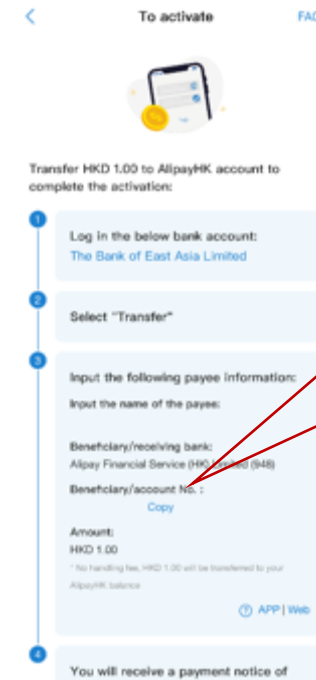 To activate
FAQ
Transfer HKD 1.00 to AlipayHK account to
complete the activation:
1
Log in the below bank account:
The Bank of East Asia Limited
2
Select "Transfer"
3
Input the following payee information:
Input the name of the payee:
Beneficiary/receiving bank:
Alipay Financial Service (HK) Limited (948)
Beneficiary/account No. :
Copy
Amount:
HKD 1.00
* No handling fee, HKD 1.00 will be transferred to your
AlipayHK balance
APP | Web
4
You will receive a payment notice of